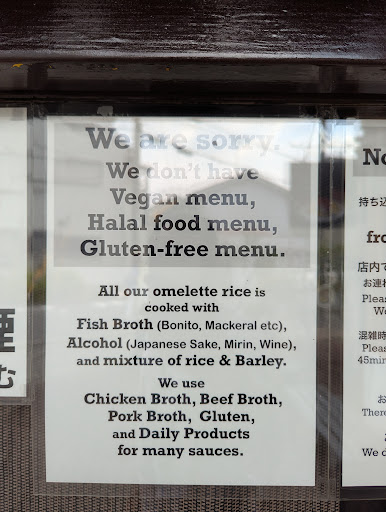 We are sorry.
We don't have
Vegan menu,
Halal food menu,
Gluten-free menu.
All our omelette rice is
cooked with
Fish Broth (Bonito, Mackeral etc),
Alcohol (Japanese Sake, Mirin, Wine),
and mixture of rice & Barley.
We use
Chicken Broth, Beef Broth,
Pork Broth, Gluten,
and Daily Products
for many sauces.
む
No
持ち込
fro
店内で
お連れ
Pleas
We
混雑時
Pleas
45min
お
There
We d